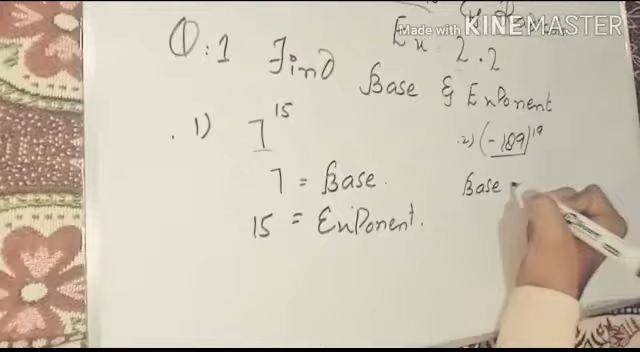 Made with KINEMASTER
Ex 2.2
Q:1 Find Base & Exponent
1) 7^15
7 = Base.
15 = Exponent.
2) (-189)^19
Base